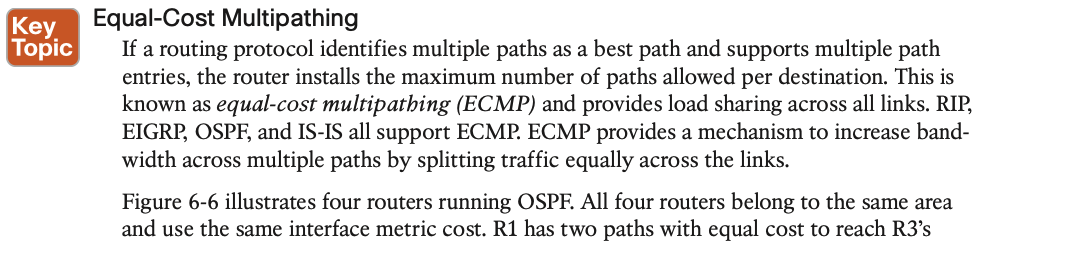 Key
Topic
Equal-Cost Multipathing
If a routing protocol identifies multiple paths as a best path and supports multiple path
entries, the router installs the maximum number of paths allowed per destination. This is
known as equal-cost multipathing (ECMP) and provides load sharing across all links. RIP,
EIGRP, OSPF, and IS-IS all support ECMP. ECMP provides a mechanism to increase band-
width across multiple paths by splitting traffic equally across the links.
Figure 6-6 illustrates four routers running OSPF. All four routers belong to the same area
and use the same interface metric cost. R1 has two paths with equal cost to reach R3’s